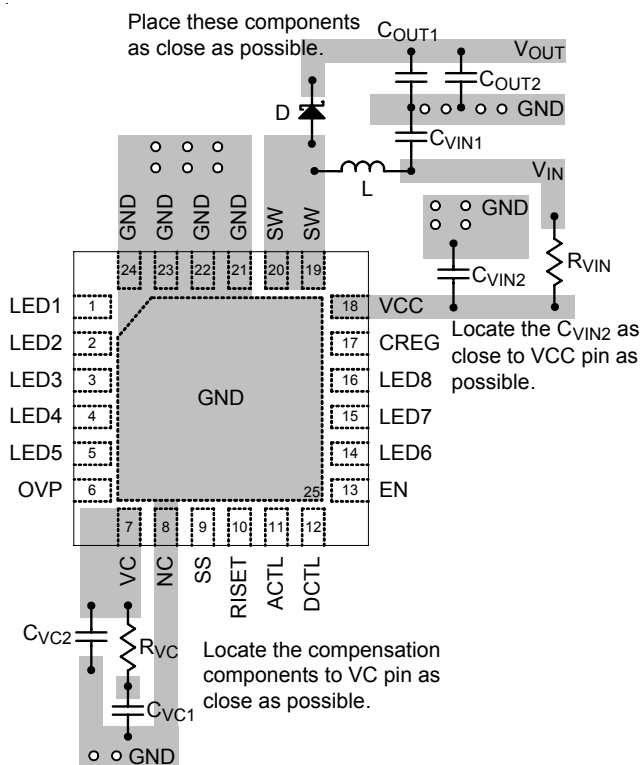 Place these components
as close as possible.
COUT1
VOUT
COUT2
D
GND
CVIN1
L
VIN
GND
GND
GND
GND
SW
SW
GND
CVIN2
RVIN
24
23
22
21
20
19
LED1
1
18
VCC
LED2
2
17
CREG
LED3
3
16
LED8
LED4
4
GND
15
LED7
LED5
5
14
LED6
OVP
6
25
13
EN
Locate the CVIN2 as
close to VCC pin as
possible.
7
8
9
10
11
12
VC
NC
SS
RISET
ACTL
DCTL
CVC2
RVC
CVC1
GND
Locate the compensation
components to VC pin as
close as possible.